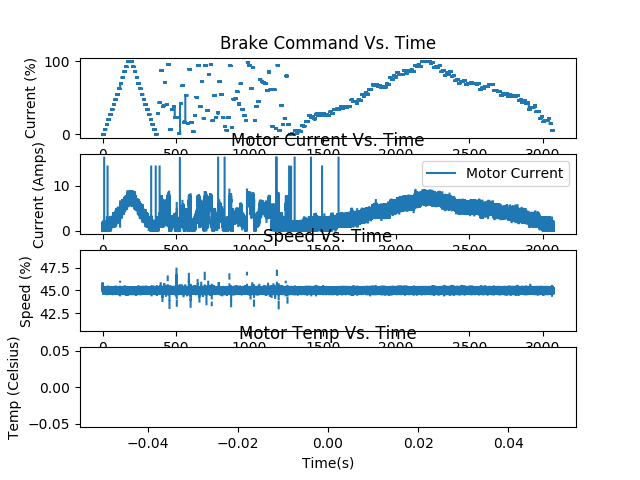 Brake Command Vs. Time
Current (%)
100
0
0 500 1000 1500 2000 2500 3000
Motor Current Vs. Time
Current (Amps)
10
0
Motor Current
0 500 1000 1500 2000 2500 3000
Speed Vs. Time
Speed (%)
47.5
45.0
42.5
0 500 1000 1500 2000 2500 3000
Motor Temp Vs. Time
Temp (Celsius)
0.05
0.00
−0.05
−0.04 −0.02 0.00 0.02 0.04
Time(s)